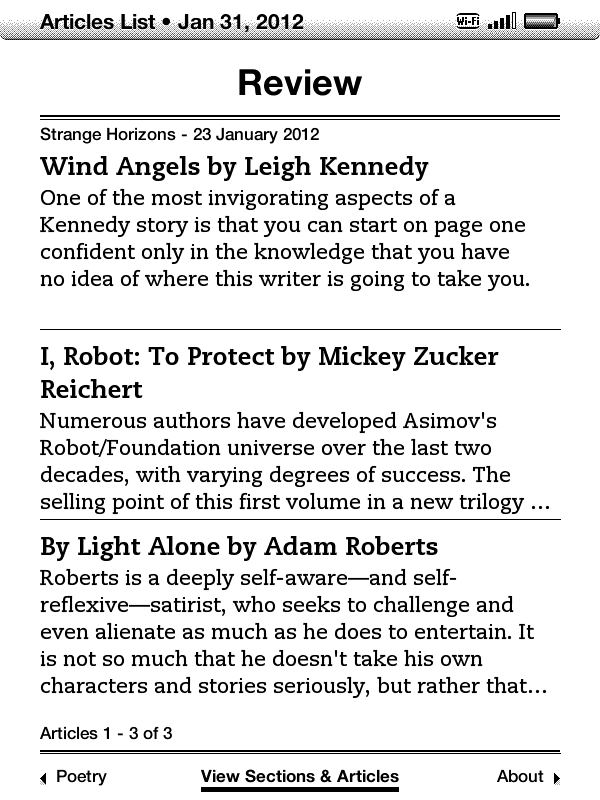 Articles List • Jan 31, 2012
Wi-Fi
Review
Strange Horizons - 23 January 2012
Wind Angels by Leigh Kennedy
One of the most invigorating aspects of a
Kennedy story is that you can start on page one
confident only in the knowledge that you have
no idea of where this writer is going to take you.
I, Robot: To Protect by Mickey Zucker
Reichert
Numerous authors have developed Asimov's
Robot/Foundation universe over the last two
decades, with varying degrees of success. The
selling point of this first volume in a new trilogy ...
By Light Alone by Adam Roberts
Roberts is a deeply self-aware—and self-
reflexive—satirist, who seeks to challenge and
even alienate as much as he does to entertain. It
is not so much that he doesn't take his own
characters and stories seriously, but rather that...
Articles 1 - 3 of 3
Poetry
View Sections & Articles
About